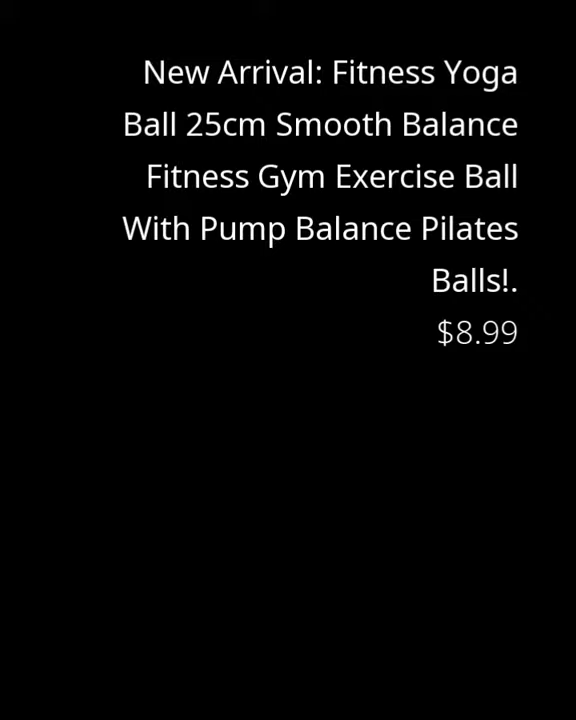 New Arrival: Fitness Yoga
Ball 25cm Smooth Balance
Fitness Gym Exercise Ball
With Pump Balance Pilates
Balls!.
$8.99